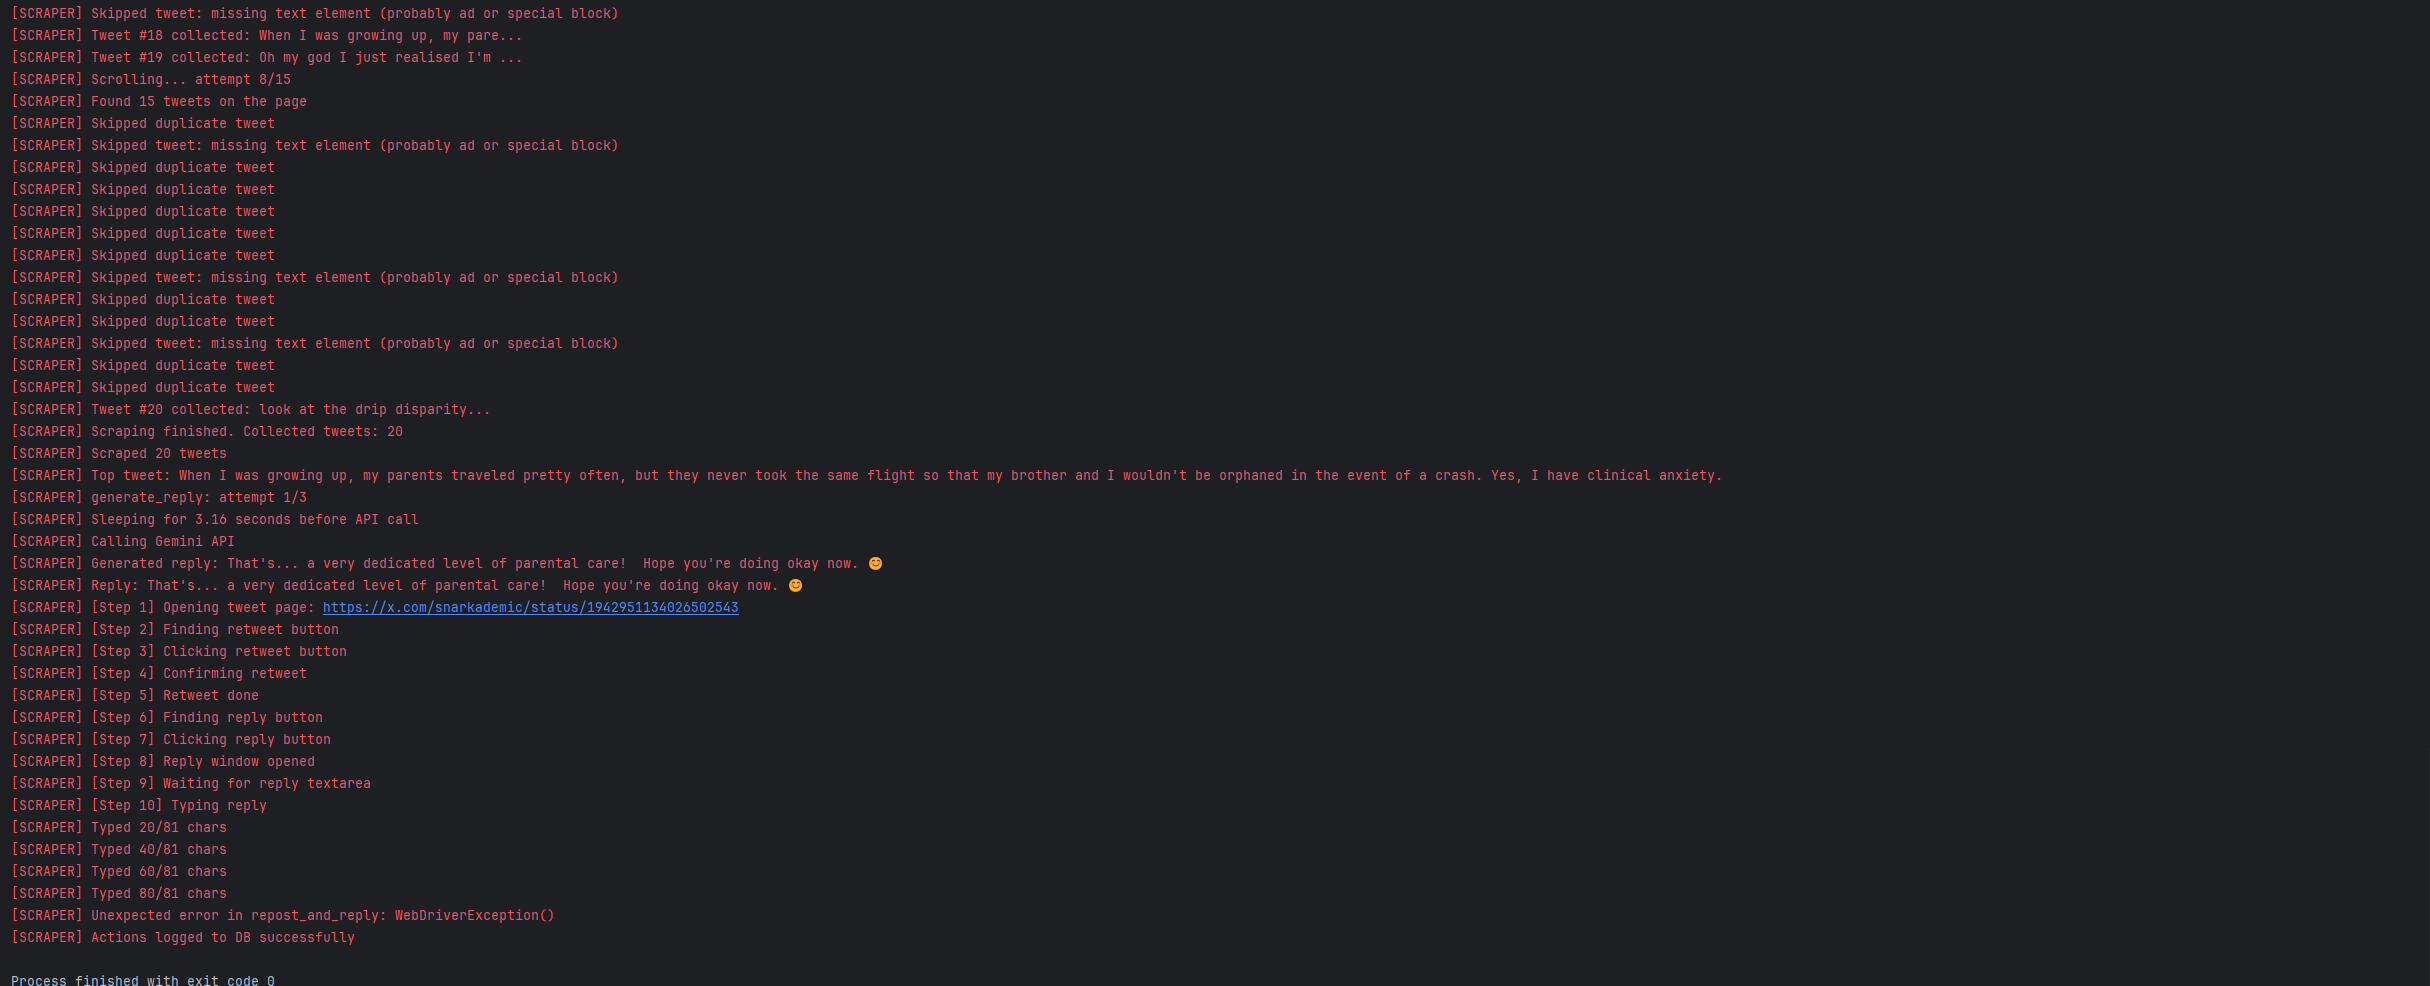 [SCRAPER] Skipped tweet: missing text element (probably ad or special block)
[SCRAPER] Tweet #18 collected: When I was growing up, my pare...
[SCRAPER] Tweet #19 collected: Oh my god I just realised I'm ...
[SCRAPER] Scrolling... attempt 8/15
[SCRAPER] Found 15 tweets on the page
[SCRAPER] Skipped duplicate tweet
[SCRAPER] Skipped tweet: missing text element (probably ad or special block)
[SCRAPER] Skipped duplicate tweet
[SCRAPER] Skipped duplicate tweet
[SCRAPER] Skipped duplicate tweet
[SCRAPER] Skipped duplicate tweet
[SCRAPER] Skipped duplicate tweet
[SCRAPER] Skipped tweet: missing text element (probably ad or special block)
[SCRAPER] Skipped duplicate tweet
[SCRAPER] Skipped duplicate tweet
[SCRAPER] Skipped tweet: missing text element (probably ad or special block)
[SCRAPER] Skipped duplicate tweet
[SCRAPER] Skipped duplicate tweet
[SCRAPER] Tweet #20 collected: look at the drip disparity...
[SCRAPER] Scraping finished. Collected tweets: 20
[SCRAPER] Scraped 20 tweets
[SCRAPER] Top tweet: When I was growing up, my parents traveled pretty often, but they never took the same flight so that my brother and I wouldn't be orphaned in the event of a crash. Yes, I have clinical anxiety.
[SCRAPER] generate_reply: attempt 1/3
[SCRAPER] Sleeping for 3.16 seconds before API call
[SCRAPER] Calling Gemini API
[SCRAPER] Generated reply: That's... a very dedicated level of parental care!  Hope you're doing okay now. 😊
[SCRAPER] Reply: That's... a very dedicated level of parental care!  Hope you're doing okay now. 😊
[SCRAPER] [Step 1] Opening tweet page: https://x.com/snarkademic/status/1942951134026502543
[SCRAPER] [Step 2] Finding retweet button
[SCRAPER] [Step 3] Clicking retweet button
[SCRAPER] [Step 4] Confirming retweet
[SCRAPER] [Step 5] Retweet done
[SCRAPER] [Step 6] Finding reply button
[SCRAPER] [Step 7] Clicking reply button
[SCRAPER] [Step 8] Reply window opened
[SCRAPER] [Step 9] Waiting for reply textarea
[SCRAPER] [Step 10] Typing reply
[SCRAPER] Typed 20/81 chars
[SCRAPER] Typed 40/81 chars
[SCRAPER] Typed 60/81 chars
[SCRAPER] Typed 80/81 chars
[SCRAPER] Unexpected error in repost_and_reply: WebDriverException()
[SCRAPER] Actions logged to DB successfully
Process finished with exit code 0